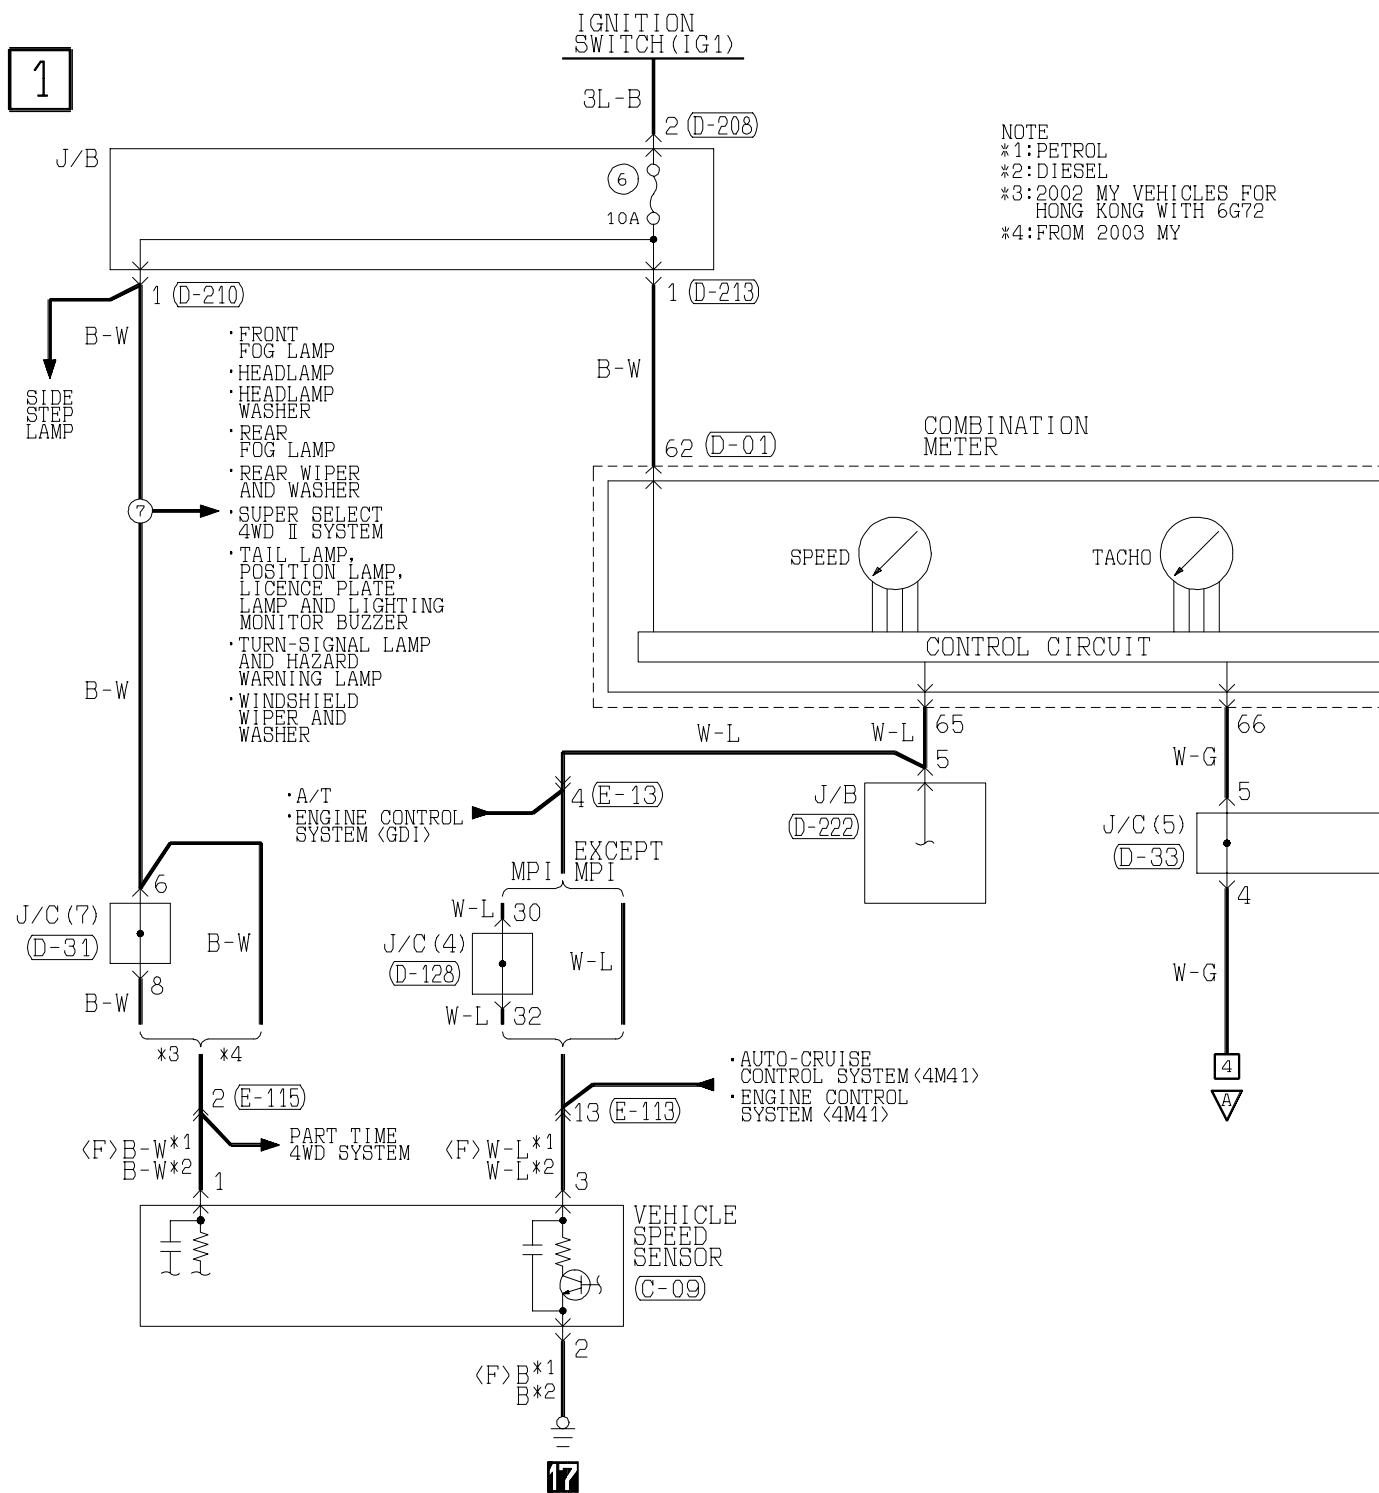 1
IGNITION
SWITCH(IG1)
3L-B
2 (D-208)
J/B
6
10A
NOTE
*1:PETROL
*2:DIESEL
*3:2002 MY VEHICLES FOR
HONG KONG WITH 6G72
*4:FROM 2003 MY
1 (D-210)
1 (D-213)
B-W
SIDE
STEP
LAMP
·FRONT
FOG LAMP
·HEADLAMP
·HEADLAMP
WASHER
·REAR
FOG LAMP
·REAR WIPER
AND WASHER
·SUPER SELECT
4WD Ⅱ SYSTEM
·TAIL LAMP,
POSITION LAMP,
LICENCE PLATE
LAMP AND LIGHTING
MONITOR BUZZER
·TURN-SIGNAL LAMP
AND HAZARD
WARNING LAMP
·WINDSHIELD
WIPER AND
WASHER
7
B-W
B-W
62 (D-01)
COMBINATION
METER
SPEED
TACHO
CONTROL CIRCUIT
65
66
W-L
W-L
W-G
5
5
J/B
(D-222)
J/C(5)
(D-33)
4
W-G
4
A
·A/T
·ENGINE CONTROL
SYSTEM〈GDI〉
4 (E-13)
MPI
EXCEPT
MPI
6
J/C(7)
(D-31)
8
B-W
B-W
*3
*4
W-L
30
J/C(4)
(D-128)
W-L
32
W-L
2 (E-115)
PART TIME
4WD SYSTEM
〈F〉B-W*1
B-W*2
1
·AUTO-CRUISE
CONTROL SYSTEM〈4M41〉
·ENGINE CONTROL
SYSTEM〈4M41〉
13 (E-113)
〈F〉W-L*1
W-L*2
3
VEHICLE
SPEED
SENSOR
(C-09)
2
〈F〉B*1
B*2
17